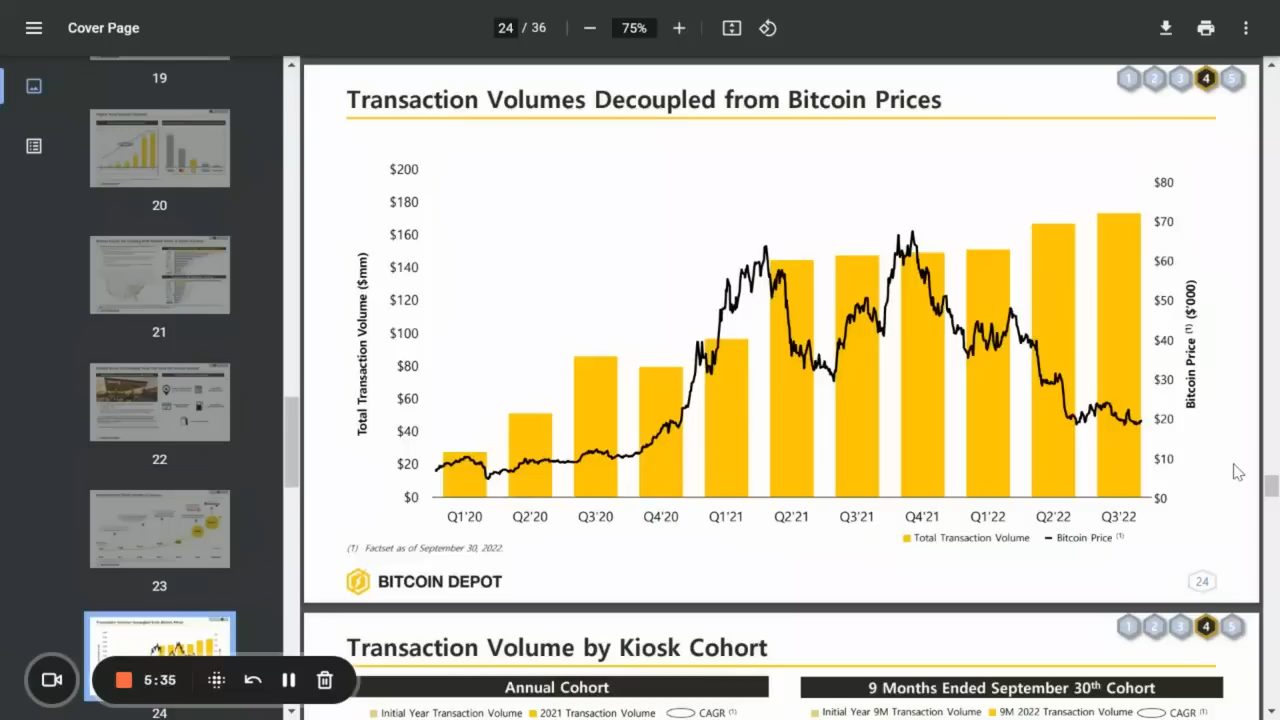 Cover Page
24 / 36
75%
19
20
21
22
23
24
5:35
1 2 3 4 5
Transaction Volumes Decoupled from Bitcoin Prices
Total Transaction Volume ($mm)
$200
$180
$160
$140
$120
$100
$80
$60
$40
$20
$0
$80
$70
$60
$50
$40
$30
$20
$10
$0
Bitcoin Price (1) ($'000)
Q1'20 Q2'20 Q3'20 Q4'20 Q1'21 Q2'21 Q3'21 Q4'21 Q1'22 Q2'22 Q3'22
Total Transaction Volume Bitcoin Price (1)
(1) Factset as of September 30, 2022.
BITCOIN DEPOT
24
1 2 3 4 5
Transaction Volume by Kiosk Cohort
Annual Cohort
9 Months Ended September 30th Cohort
Initial Year Transaction Volume 2021 Transaction Volume CAGR (1)
Initial Year 9M Transaction Volume 9M 2022 Transaction Volume CAGR (1)